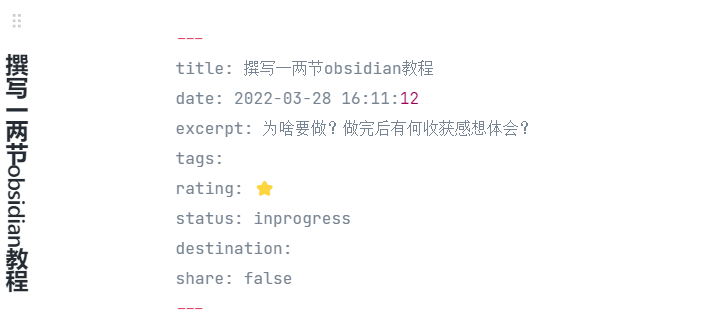 撰写一两节obsidian教程
---
title: 撰写一两节obsidian教程
date: 2022-03-28 16:11:12
excerpt: 为啥要做？做完后有何收获感想体会？
tags:
rating: ⭐
status: inprogress
destination:
share: false
---